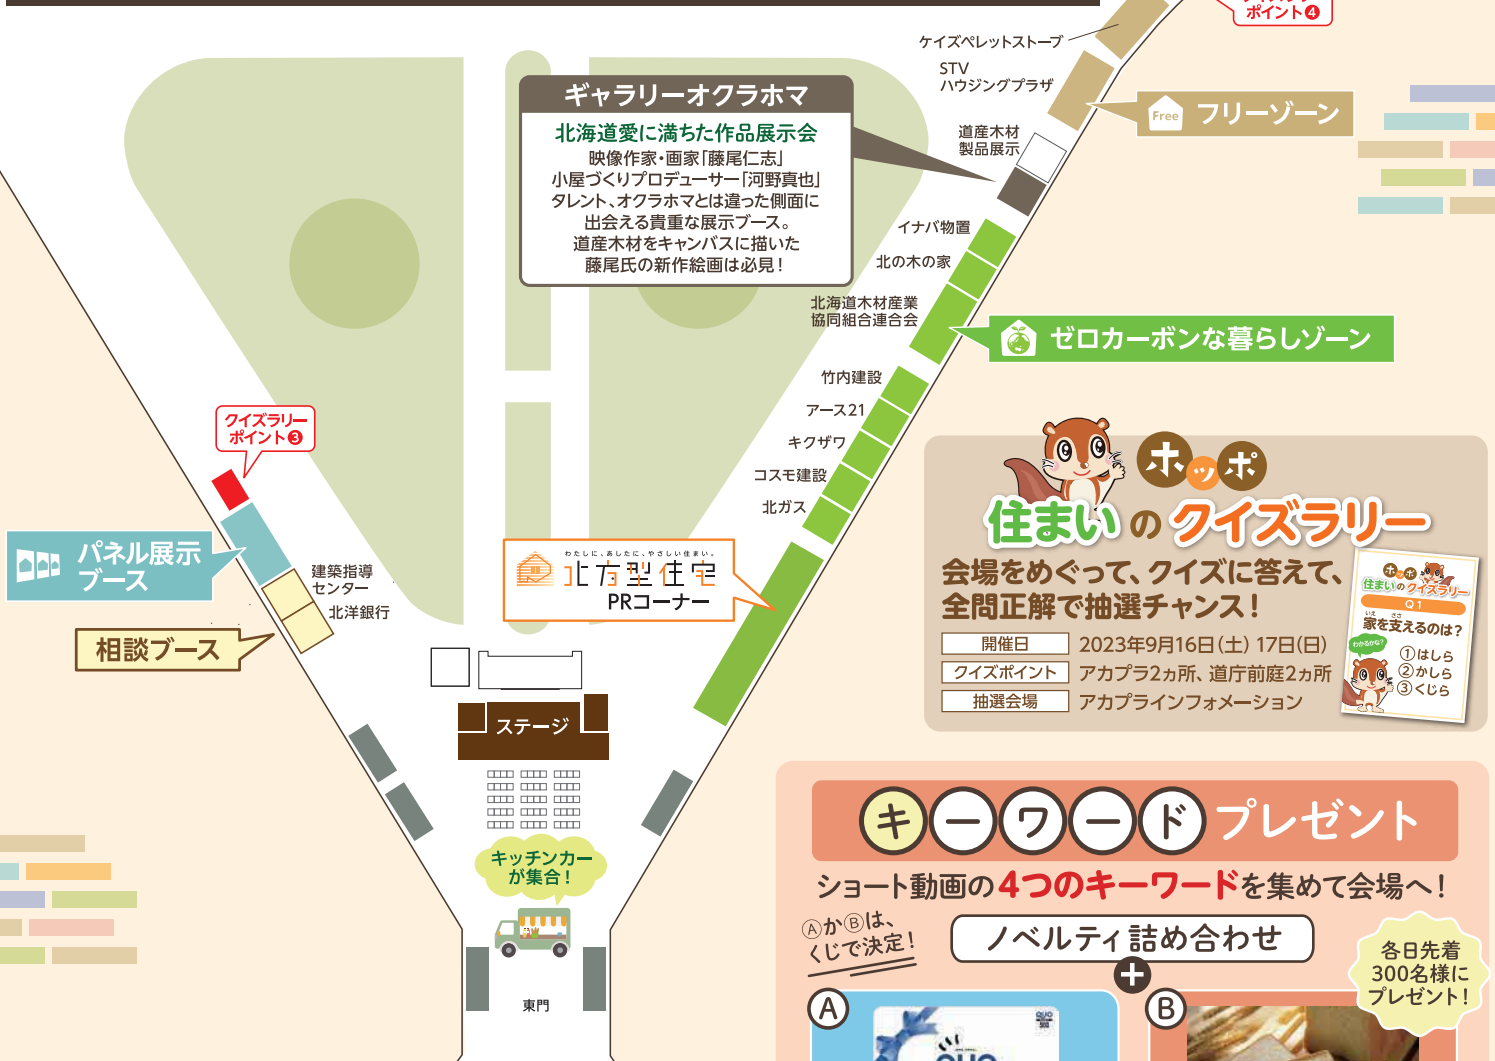 ポイント❹
ケイズペレットストーブ
STV
ハウジングプラザ
Free
フリーゾーン
道産木材
製品展示
ギャラリーオクラホマ
北海道愛に満ちた作品展示会
映像作家・画家「藤尾仁志」
小屋づくりプロデューサー「河野真也」
タレント、オクラホマとは違った側面に
出会える貴重な展示ブース。
道産木材をキャンバスに描いた
藤尾氏の新作絵画は必見！
イナバ物置
北の木の家
北海道木材産業
協同組合連合会
ゼロカーボンな暮らしゾーン
竹内建設
アース21
キクザワ
コスモ建設
北ガス
クイズラリー
ポイント❸
パネル展示
ブース
建築指導
センター
北洋銀行
相談ブース
わたしに、あしたに、やさしい住まい。
北方型住宅
PRコーナー
ステージ
キッチンカー
が集合！
東門
ホッポ
住まいのクイズラリー
会場をめぐって、クイズに答えて、
全問正解で抽選チャンス！
開催日 2023年9月16日（土） 17日（日）
クイズポイント アカプラ2ヵ所、道庁前庭2ヵ所
抽選会場 アカプラインフォメーション
ホッポ
住まいのクイズラリー
Q1
いえ ささ
家を支えるのは？
わかるかな？
①はしら
②かしら
③くじら
キーワードプレゼント
ショート動画の4つのキーワードを集めて会場へ！
ⒶかⒷは、
くじで決定！
ノベルティ詰め合わせ
+
各日先着
300名様に
プレゼント！
A
B
QUO
500
QUO